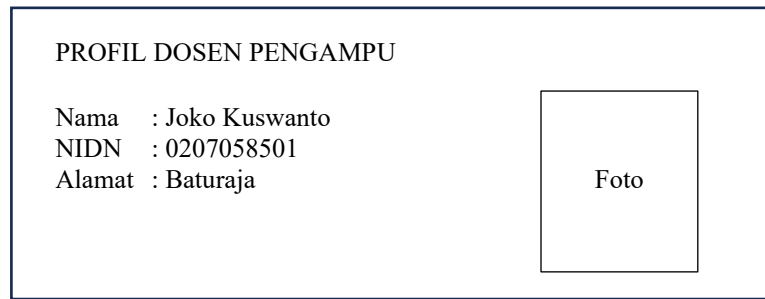 PROFIL DOSEN PENGAMPU
Nama : Joko Kuswanto
NIDN : 0207058501
Alamat : Baturaja
Foto